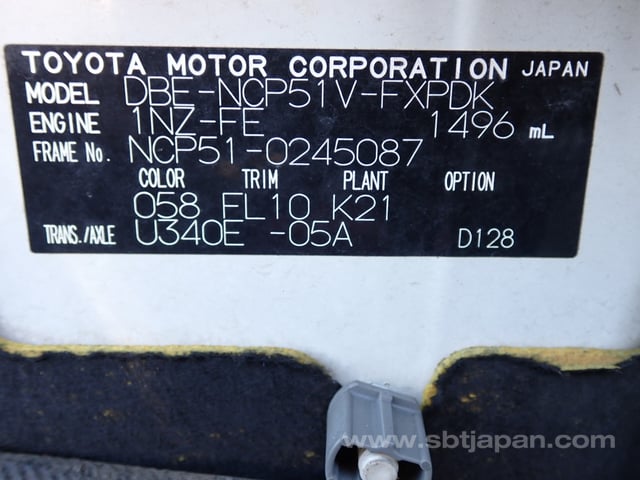 TOYOTA MOTOR CORPORATION JAPAN
MODEL DBE-NCP51V-FXPDK
ENGINE 1NZ-FE 1496 mL
FRAME No. NCP51-0245087
COLOR TRIM PLANT OPTION
058 FL10 K21
TRANS./AXLE U340E -05A D128
www.sbtjapan.com